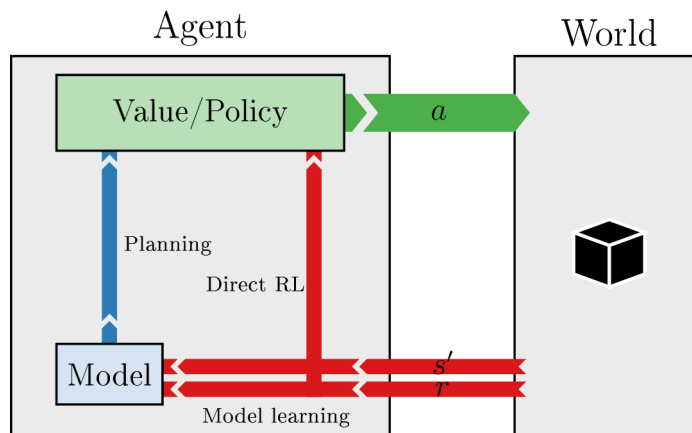 Agent
World
Value/Policy
a
Planning
Direct RL
s′
Model
r
Model learning